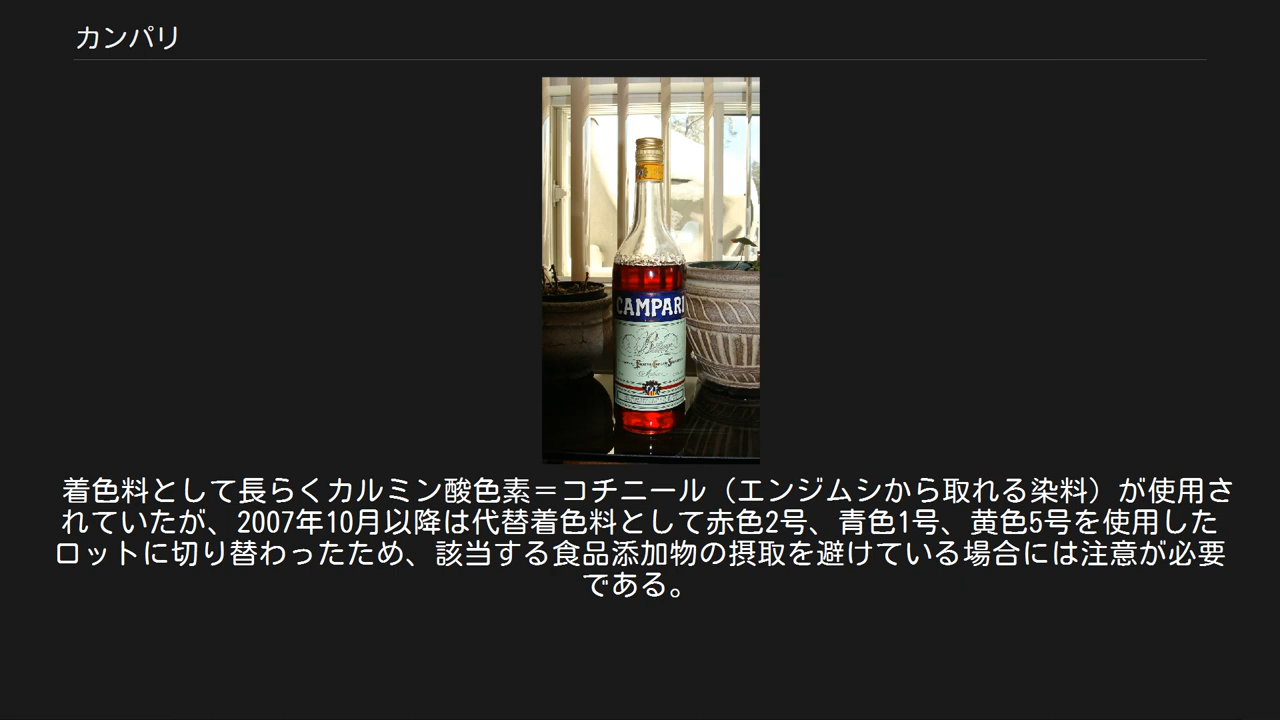 カンパリ
CAMPARI
着色料として長らくカルミン酸色素＝コチニール（エンジムシから取れる染料）が使用さ
れていたが、2007年10月以降は代替着色料として赤色2号、青色1号、黄色5号を使用した
ロットに切り替わったため、該当する食品添加物の摂取を避けている場合には注意が必要
である。